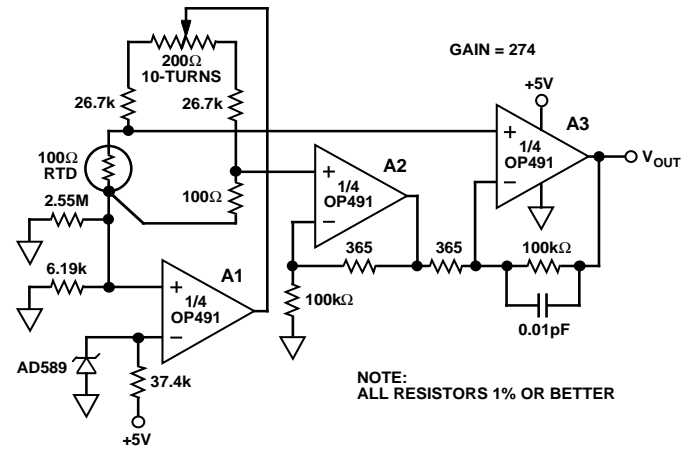 GAIN = 274
200Ω
10-TURNS
+5V
26.7k
26.7k
A3
+
1/4
OP491
−
VOUT
100Ω
RTD
A2
+
1/4
OP491
−
100Ω
2.55M
365
365
100kΩ
6.19k
A1
+
1/4
OP491
−
100kΩ
0.01pF
AD589
37.4k
+5V
NOTE:
ALL RESISTORS 1% OR BETTER